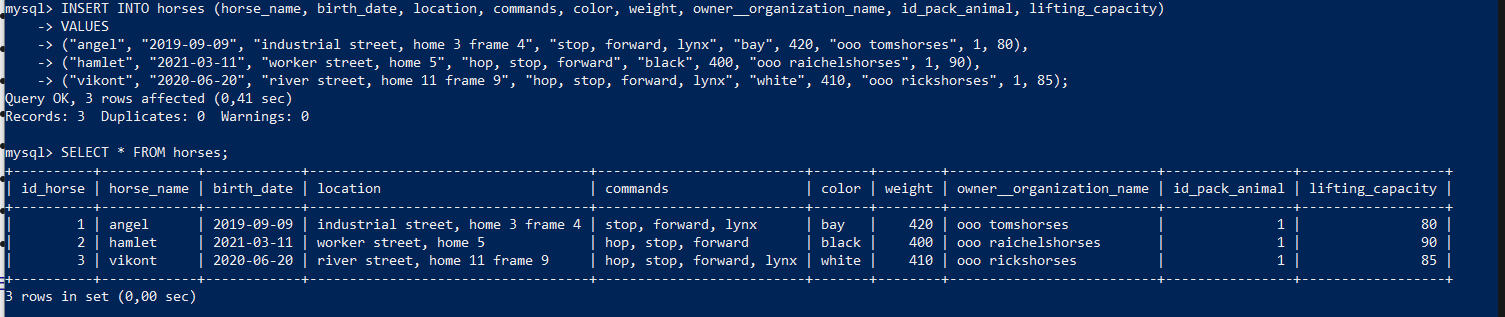 mysql> INSERT INTO horses (horse_name, birth_date, location, commands, color, weight, owner__organization_name, id_pack_animal, lifting_capacity)
    -> VALUES
    -> ("angel", "2019-09-09", "industrial street, home 3 frame 4", "stop, forward, lynx", "bay", 420, "ooo tomshorses", 1, 80),
    -> ("hamlet", "2021-03-11", "worker street, home 5", "hop, stop, forward", "black", 400, "ooo raichelshorses", 1, 90),
    -> ("vikont", "2020-06-20", "river street, home 11 frame 9", "hop, stop, forward, lynx", "white", 410, "ooo rickshorses", 1, 85);
Query OK, 3 rows affected (0,41 sec)
Records: 3  Duplicates: 0  Warnings: 0

mysql> SELECT * FROM horses;
+----------+------------+------------+-----------------------------------+--------------------------+-------+--------+--------------------------+----------------+------------------+
| id_horse | horse_name | birth_date | location                          | commands                 | color | weight | owner__organization_name | id_pack_animal | lifting_capacity |
+----------+------------+------------+-----------------------------------+--------------------------+-------+--------+--------------------------+----------------+------------------+
|        1 | angel      | 2019-09-09 | industrial street, home 3 frame 4 | stop, forward, lynx      | bay   |    420 | ooo tomshorses           |              1 |               80 |
|        2 | hamlet     | 2021-03-11 | worker street, home 5             | hop, stop, forward       | black |    400 | ooo raichelshorses       |              1 |               90 |
|        3 | vikont     | 2020-06-20 | river street, home 11 frame 9     | hop, stop, forward, lynx | white |    410 | ooo rickshorses          |              1 |               85 |
+----------+------------+------------+-----------------------------------+--------------------------+-------+--------+--------------------------+----------------+------------------+
3 rows in set (0,00 sec)